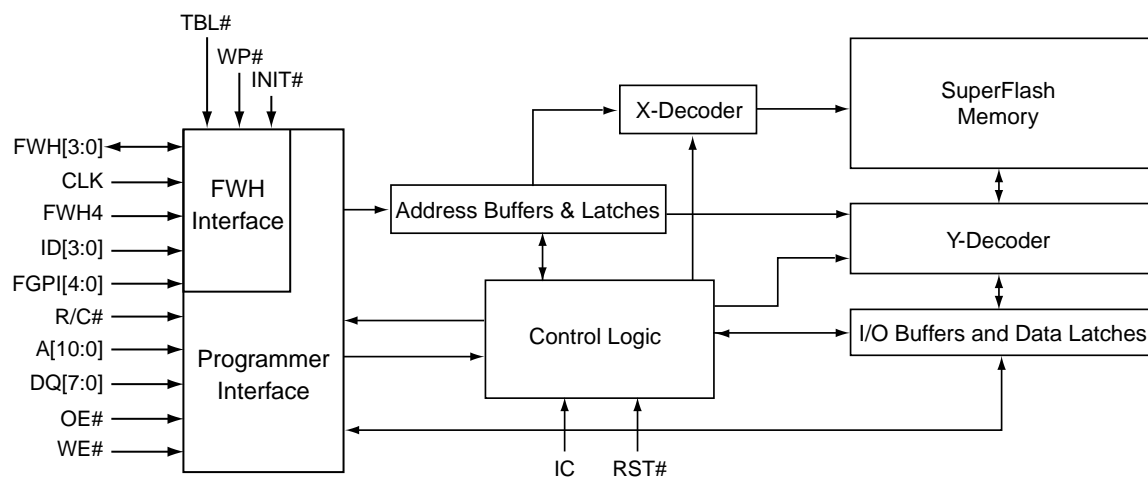 TBL#
WP#
INIT#
FWH[3:0]
CLK
FWH4
ID[3:0]
FGPI[4:0]
R/C#
A[10:0]
DQ[7:0]
OE#
WE#
FWH
Interface
Programmer
Interface
Address Buffers & Latches
X-Decoder
SuperFlash
Memory
Y-Decoder
Control Logic
I/O Buffers and Data Latches
IC
RST#